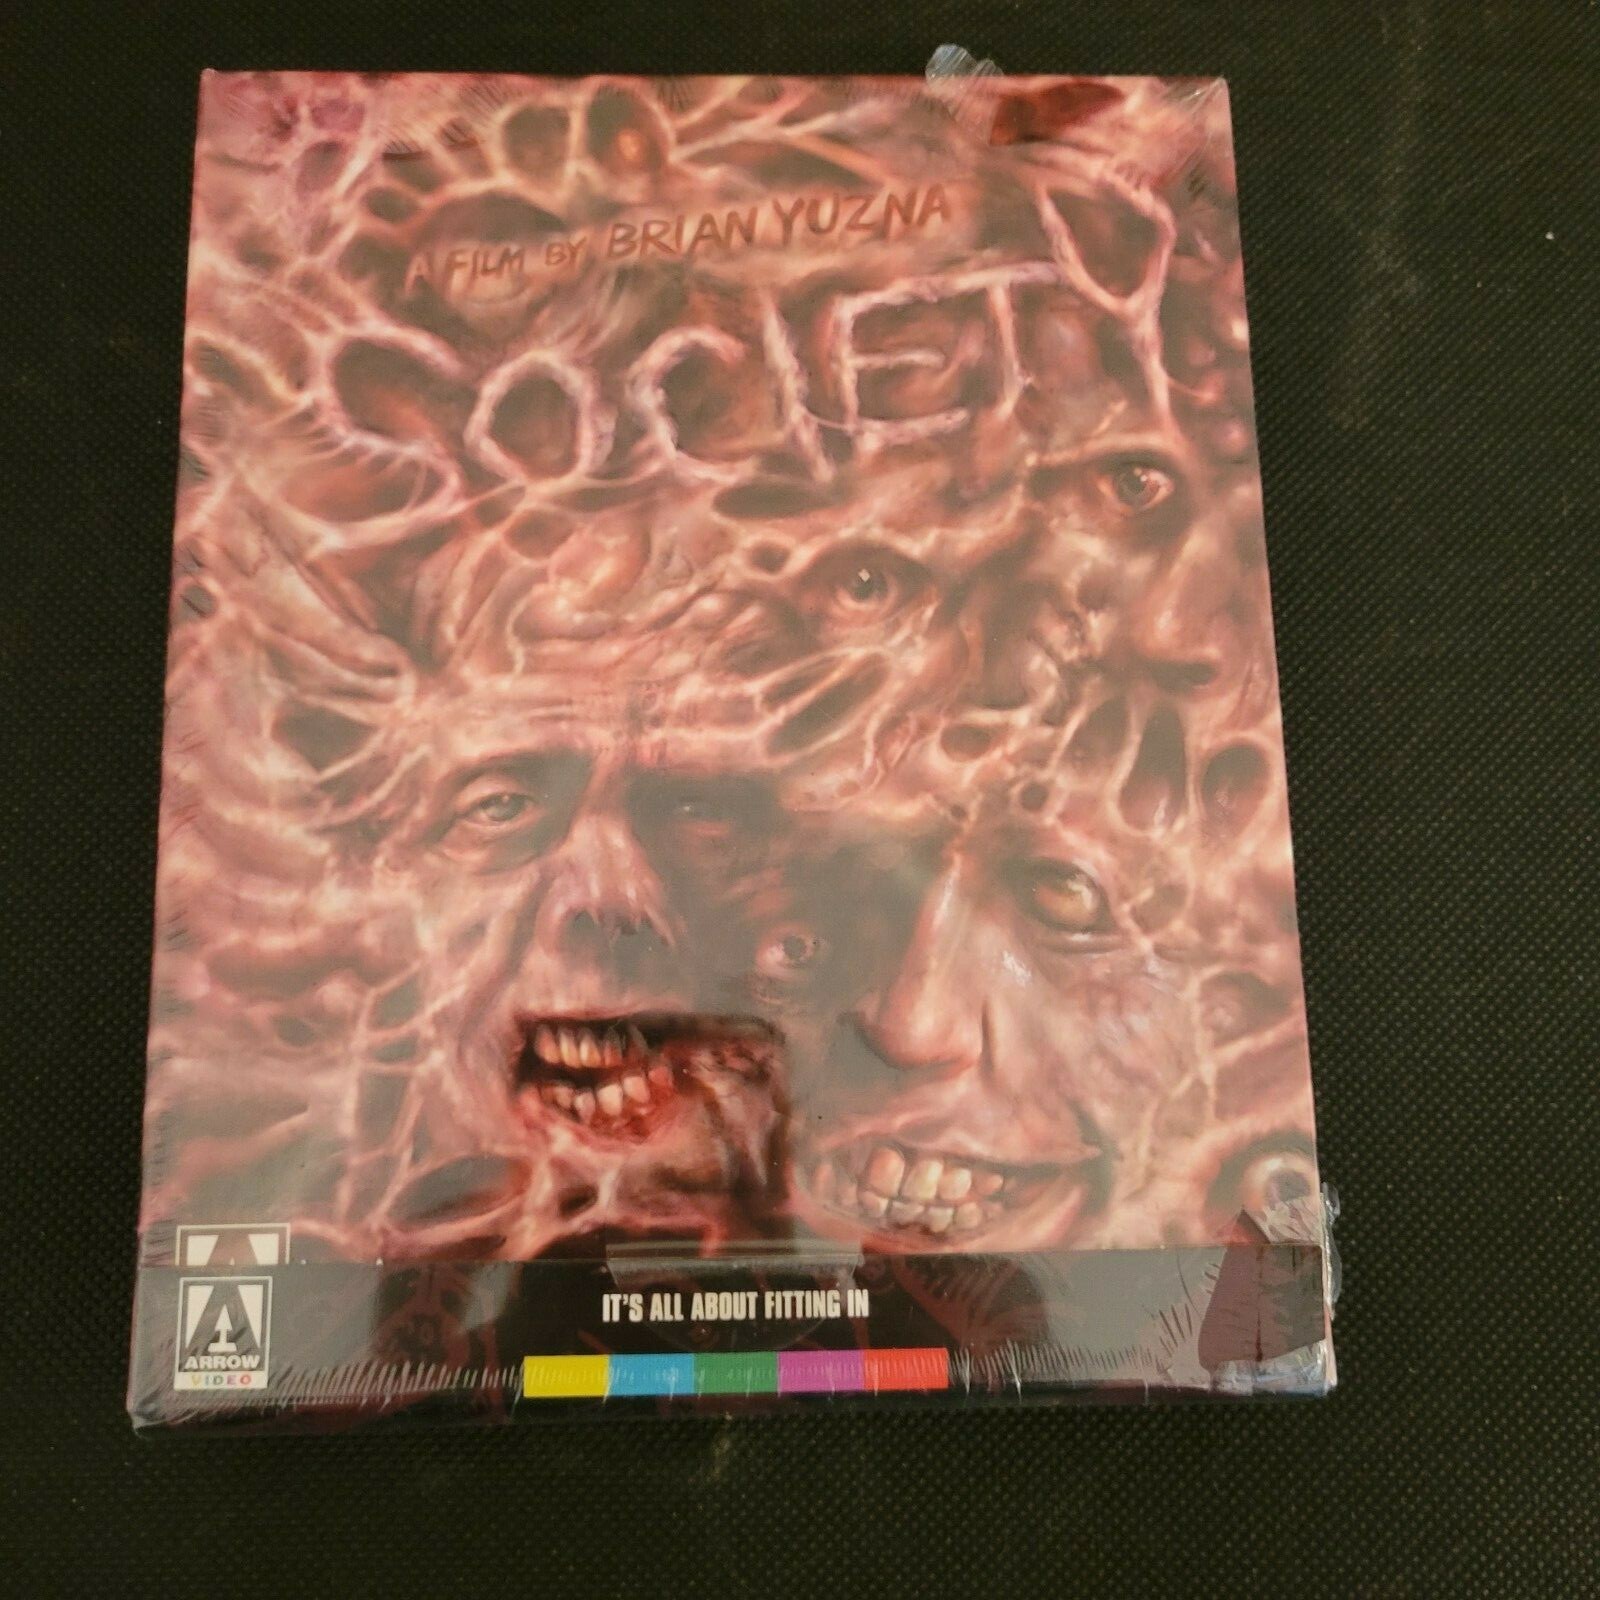 A FILM BY BRIAN YUZNA
SOCIETY
IT'S ALL ABOUT FITTING IN
ARROW
VIDEO